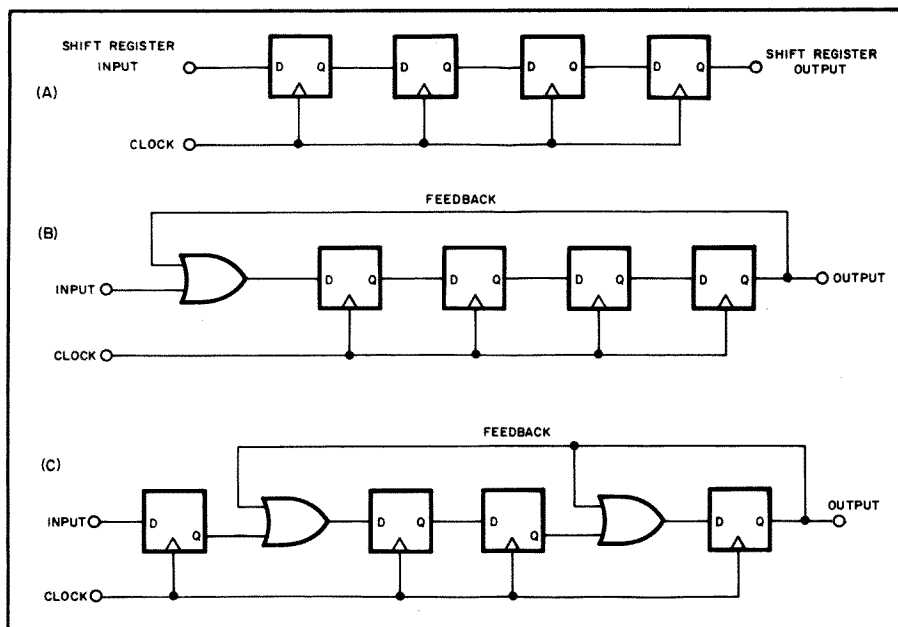 SHIFT REGISTER
INPUT
D Q D Q D Q D Q
SHIFT REGISTER
OUTPUT
(A)
CLOCK
FEEDBACK
(B)
INPUT
D Q D Q D Q D Q
OUTPUT
CLOCK
FEEDBACK
(C)
INPUT
D Q D Q D Q D Q
OUTPUT
CLOCK